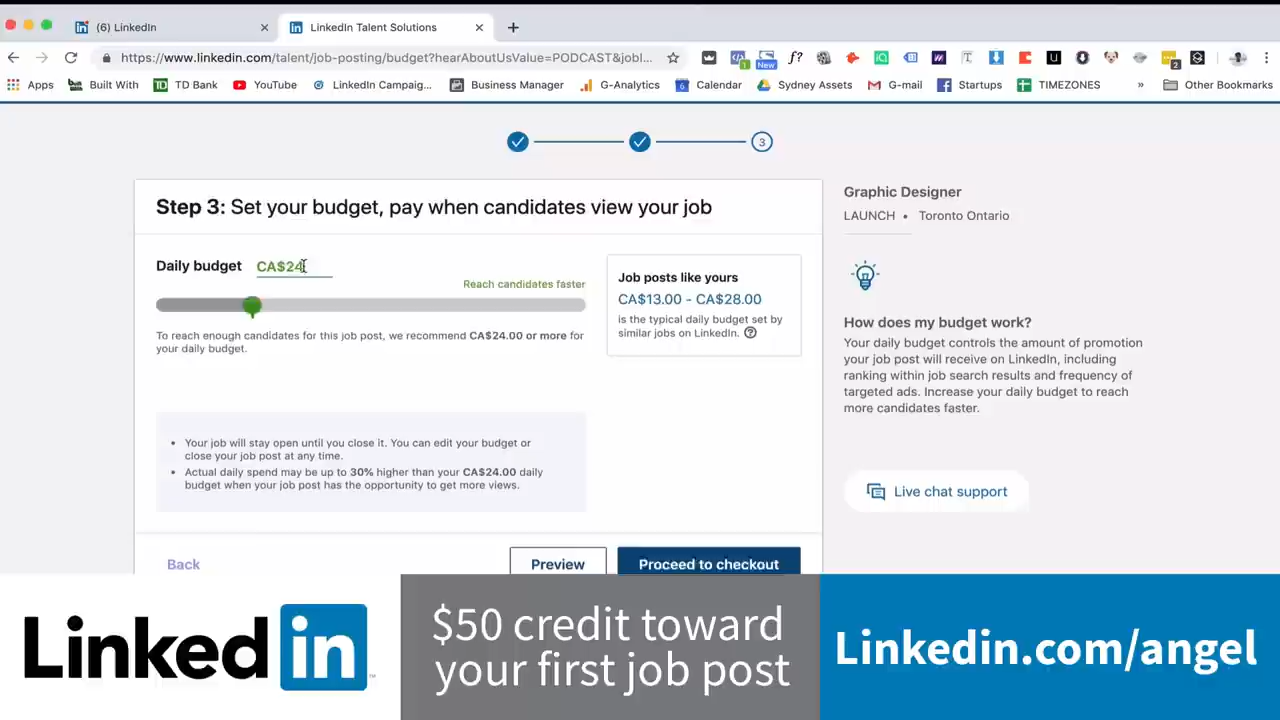 (6) LinkedIn
LinkedIn Talent Solutions
https://www.linkedin.com/talent/job-posting/budget?hearAboutUsValue=PODCAST&jobI...
1
New
f?
Apps
Built With
TD Bank
YouTube
LinkedIn Campaig...
Business Manager
G-Analytics
Calendar
Sydney Assets
G-mail
Startups
TIMEZONES
»
Other Bookmarks
3
Step 3: Set your budget, pay when candidates view your job
Daily budget CA$24
Reach candidates faster
To reach enough candidates for this job post, we recommend CA$24.00 or more for
your daily budget.
Job posts like yours
CA$13.00 - CA$28.00
is the typical daily budget set by
similar jobs on LinkedIn.
• Your job will stay open until you close it. You can edit your budget or
close your job post at any time.
• Actual daily spend may be up to 30% higher than your CA$24.00 daily
budget when your job post has the opportunity to get more views.
Back
Preview
Proceed to checkout
Graphic Designer
LAUNCH • Toronto Ontario
How does my budget work?
Your daily budget controls the amount of promotion
your job post will receive on LinkedIn, including
ranking within job search results and frequency of
targeted ads. Increase your daily budget to reach
more candidates faster.
Live chat support
Linked in
$50 credit toward
your first job post
Linkedin.com/angel